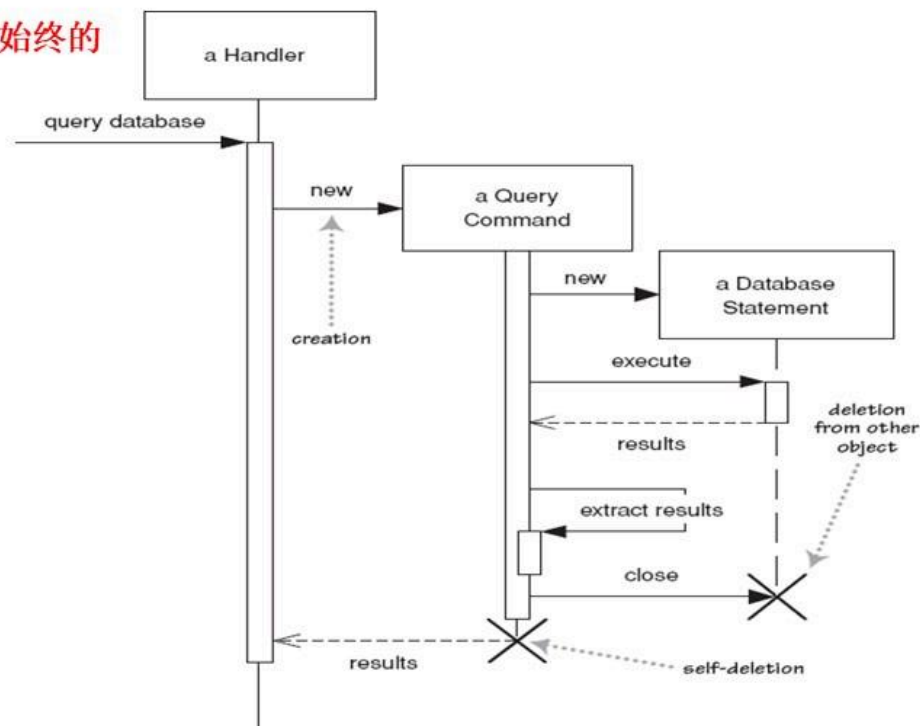 始终的
a Handler
query database
new
a Query
Command
new
a Database
Statement
creation
execute
deletion
from other
object
results
extract results
close
results
self-deletion